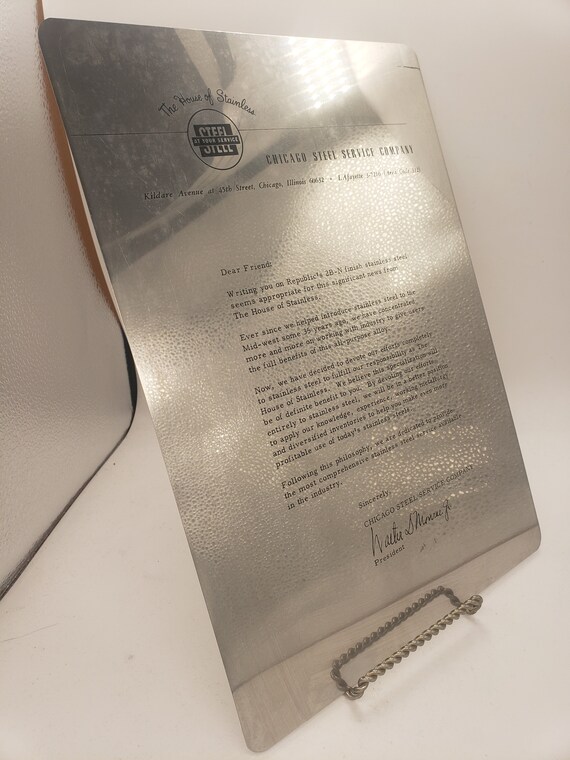 The House of Stainless
STEEL
AT YOUR SERVICE
STEEL
CHICAGO STEEL SERVICE COMPANY
Kildare Avenue at 45th Street, Chicago, Illinois 60632 • LAfayette
Dear Friend:
Writing you on Republic's 2B-N finish stainless steel
seems appropriate for this significant news from
The House of Stainless.
Ever since we helped introduce stainless steel to the
Mid-west some 35 years ago, we have concentrated
more and more on working with industry to give users
the full benefits of this all-purpose alloy.
Now, we have decided to devote our efforts completely
to stainless steel to fulfill our responsibility as The
House of Stainless. We believe this specialization will
be of definite benefit to you. By devoting our efforts
entirely to stainless steel, we will be in a better position
to apply our knowledge, experience, working facilities
and diversified inventories to help you make even more
profitable use of today's stainless steels.
Following this philosophy, we are dedicated to provide
the most comprehensive stainless steel service available
in the industry.
Sincerely,
CHICAGO STEEL SERVICE COMPANY
President